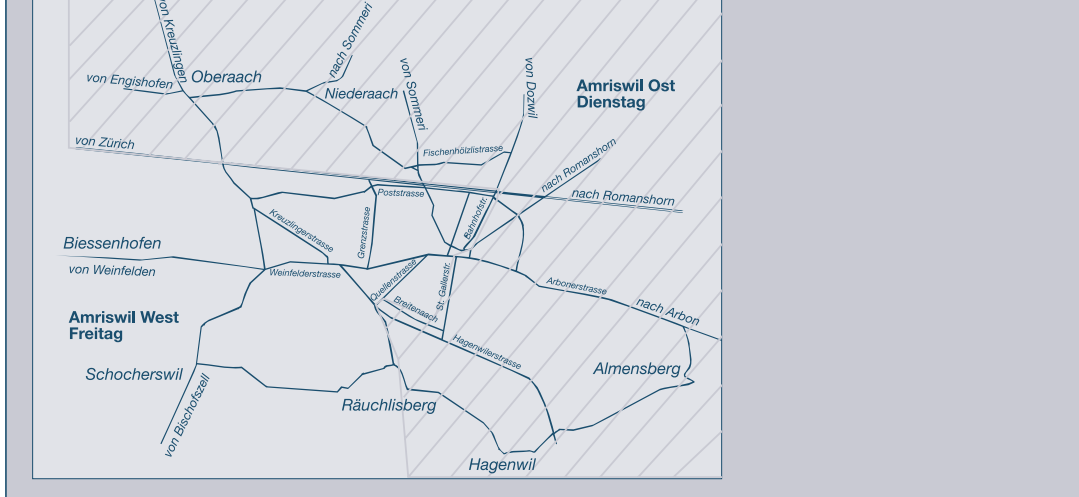 von Kreuzlingen
nach Sommeri
von Engishofen
Oberaach
Niederaach
von Sommeri
von Dozwil
Amriswil Ost
Dienstag
von Zürich
Fischenhölzlistrasse
nach Romanshorn
nach Romanshorn
Poststrasse
Kreuzlingerstrasse
Grenzstrasse
Bahnhofstr.
Biessenhofen
von Weinfelden
Weinfelderstrasse
Quellenstrasse
St. Gallerstr.
Arbonerstrasse
nach Arbon
Breitenaach
Amriswil West
Freitag
Hagenwilerstrasse
Schocherswil
Almensberg
von Bischofszell
Räuchlisberg
Hagenwil